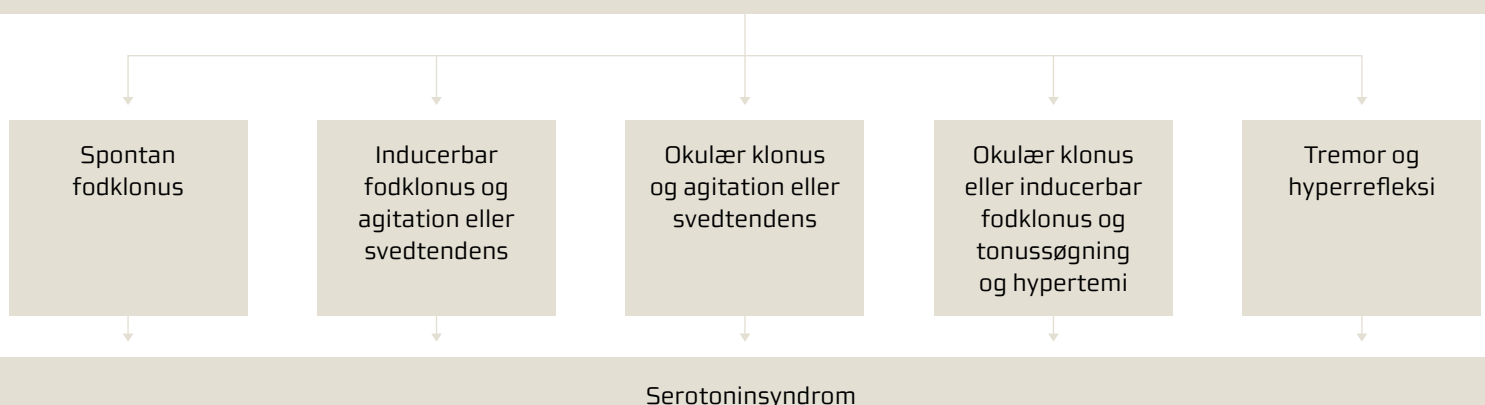 Spontan
fodklonus
Inducerbar
fodklonus og
agitation eller
svedtendens
Okulær klonus
og agitation eller
svedtendens
Okulær klonus
eller inducerbar
fodklonus og
tonussøgning
og hypertemi
Tremor og
hyperrefleksi
Serotoninsyndrom